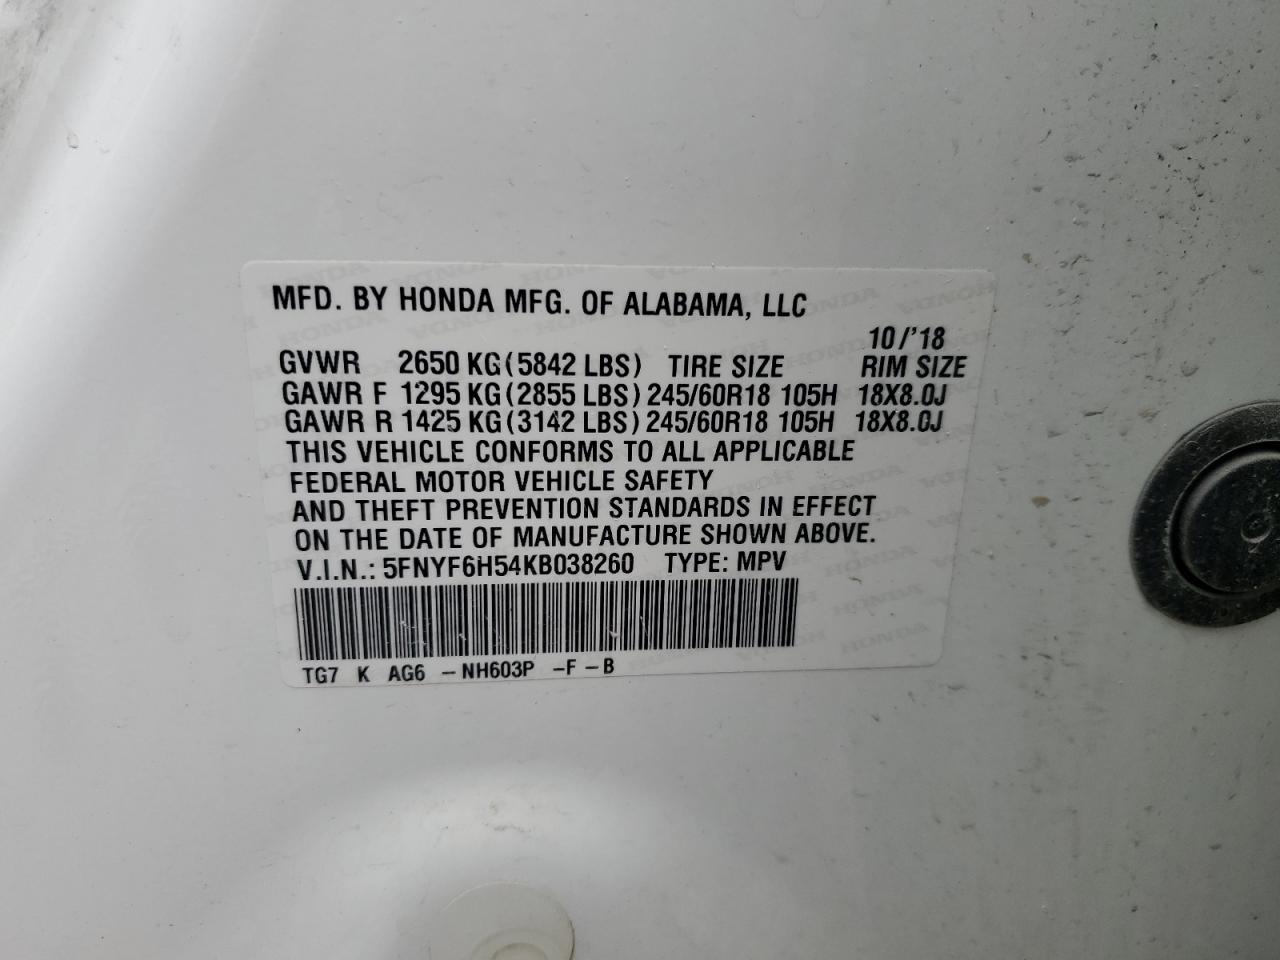 MFD. BY HONDA MFG. OF ALABAMA, LLC
10/'18
GVWR 2650 KG(5842 LBS) TIRE SIZE RIM SIZE
GAWR F 1295 KG(2855 LBS) 245/60R18 105H 18X8.0J
GAWR R 1425 KG(3142 LBS) 245/60R18 105H 18X8.0J
THIS VEHICLE CONFORMS TO ALL APPLICABLE
FEDERAL MOTOR VEHICLE SAFETY
AND THEFT PREVENTION STANDARDS IN EFFECT
ON THE DATE OF MANUFACTURE SHOWN ABOVE.
V.I.N.: 5FNYF6H54KB038260 TYPE: MPV
TG7 K AG6 -NH603P -F-B